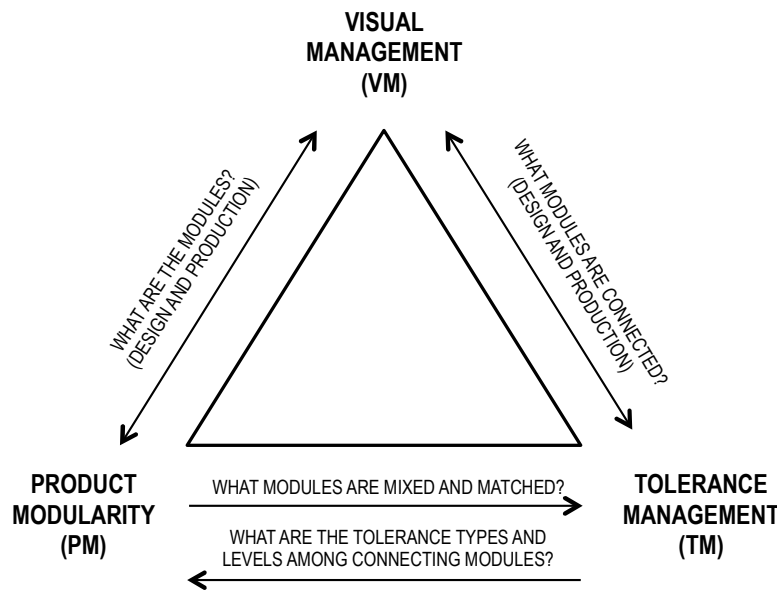 VISUAL
MANAGEMENT
(VM)
WHAT ARE THE MODULES?
(DESIGN AND PRODUCTION)
WHAT MODULES ARE CONNECTED?
(DESIGN AND PRODUCTION)
PRODUCT
MODULARITY
(PM)
WHAT MODULES ARE MIXED AND MATCHED?
WHAT ARE THE TOLERANCE TYPES AND
LEVELS AMONG CONNECTING MODULES?
TOLERANCE
MANAGEMENT
(TM)